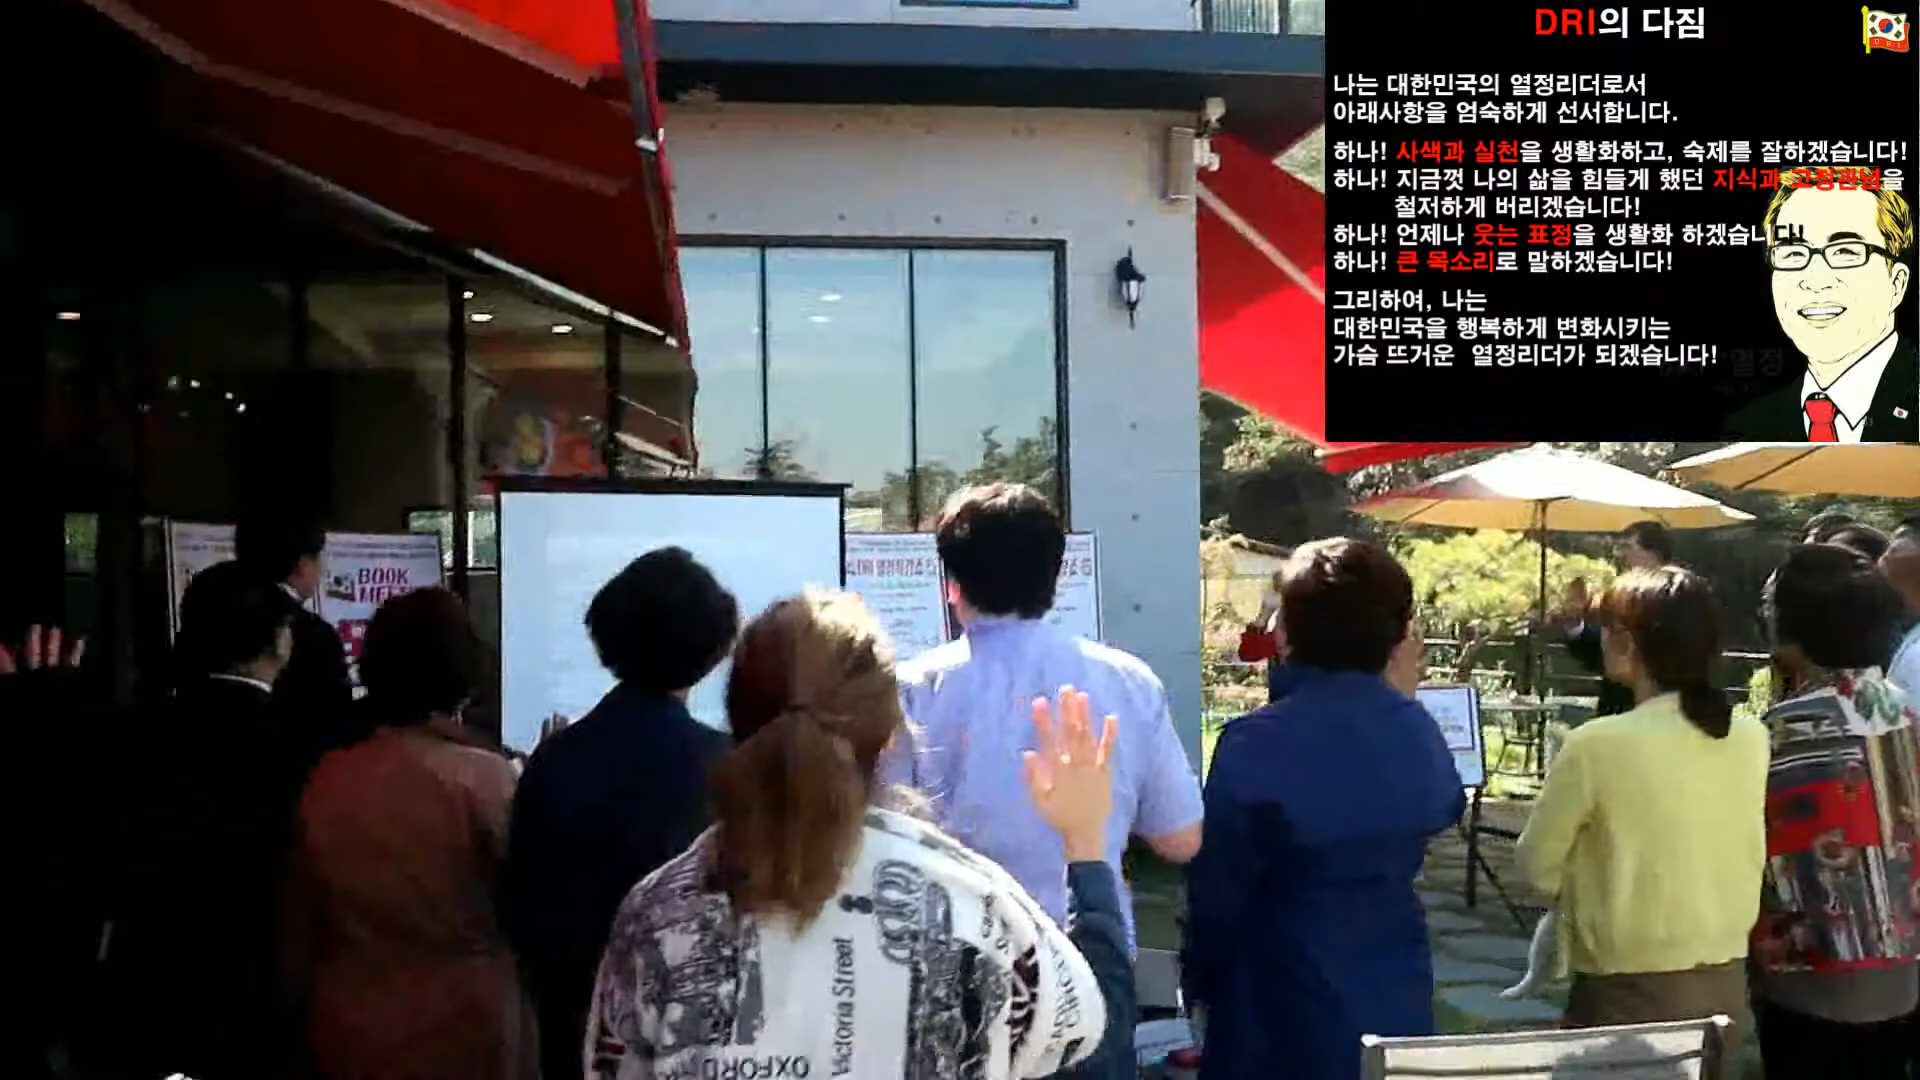 DRI의 다짐
나는 대한민국의 열정리더로서
아래사항을 엄숙하게 선서합니다.
하나! 사색과 실천을 생활화하고, 숙제를 잘하겠습니다!
하나! 지금껏 나의 삶을 힘들게 했던 지식과 고정관념을
철저하게 버리겠습니다!
하나! 언제나 웃는 표정을 생활화 하겠습니다!
하나! 큰 목소리로 말하겠습니다!
그리하여, 나는
대한민국을 행복하게 변화시키는
가슴 뜨거운 열정리더가 되겠습니다!
열정
BOOK
Victoria Street
OXFORD